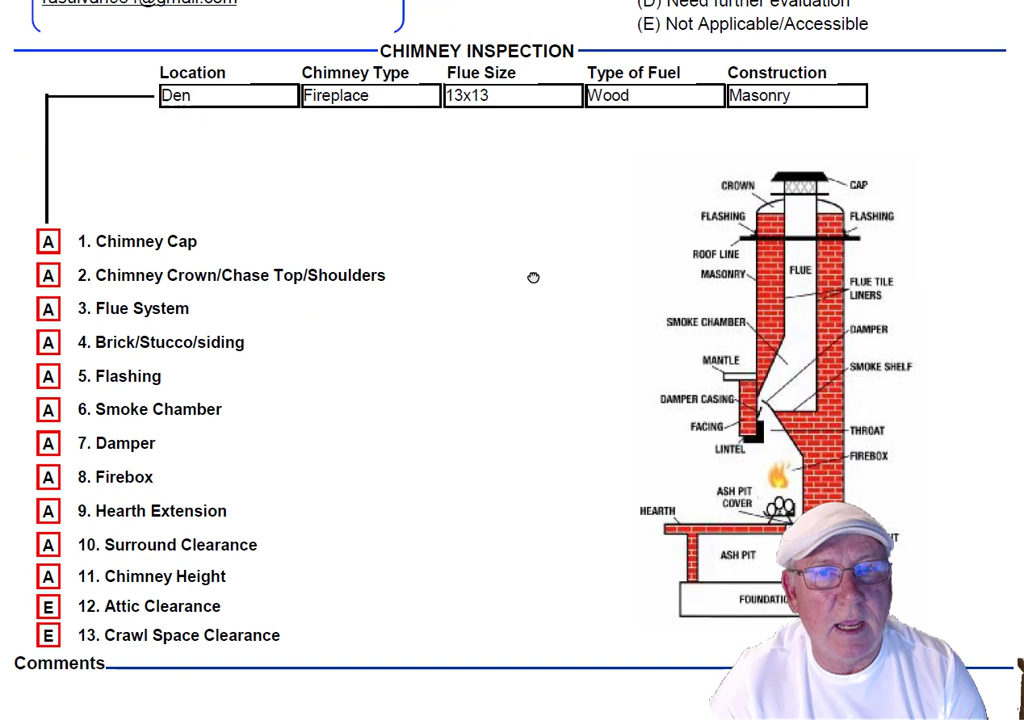 (D) Need further evaluation
(E) Not Applicable/Accessible
CHIMNEY INSPECTION
Location Chimney Type Flue Size Type of Fuel Construction
Den Fireplace 13x13 Wood Masonry
A 1. Chimney Cap
A 2. Chimney Crown/Chase Top/Shoulders
A 3. Flue System
A 4. Brick/Stucco/siding
A 5. Flashing
A 6. Smoke Chamber
A 7. Damper
A 8. Firebox
A 9. Hearth Extension
A 10. Surround Clearance
A 11. Chimney Height
E 12. Attic Clearance
E 13. Crawl Space Clearance
Comments
CROWN CAP
FLASHING FLASHING
ROOF LINE
MASONRY FLUE
FLUE TILE
LINERS
SMOKE CHAMBER DAMPER
MANTLE SMOKE SHELF
DAMPER CASING
FACING THROAT
LINTEL FIREBOX
ASH PIT
COVER
HEARTH
ASH PIT